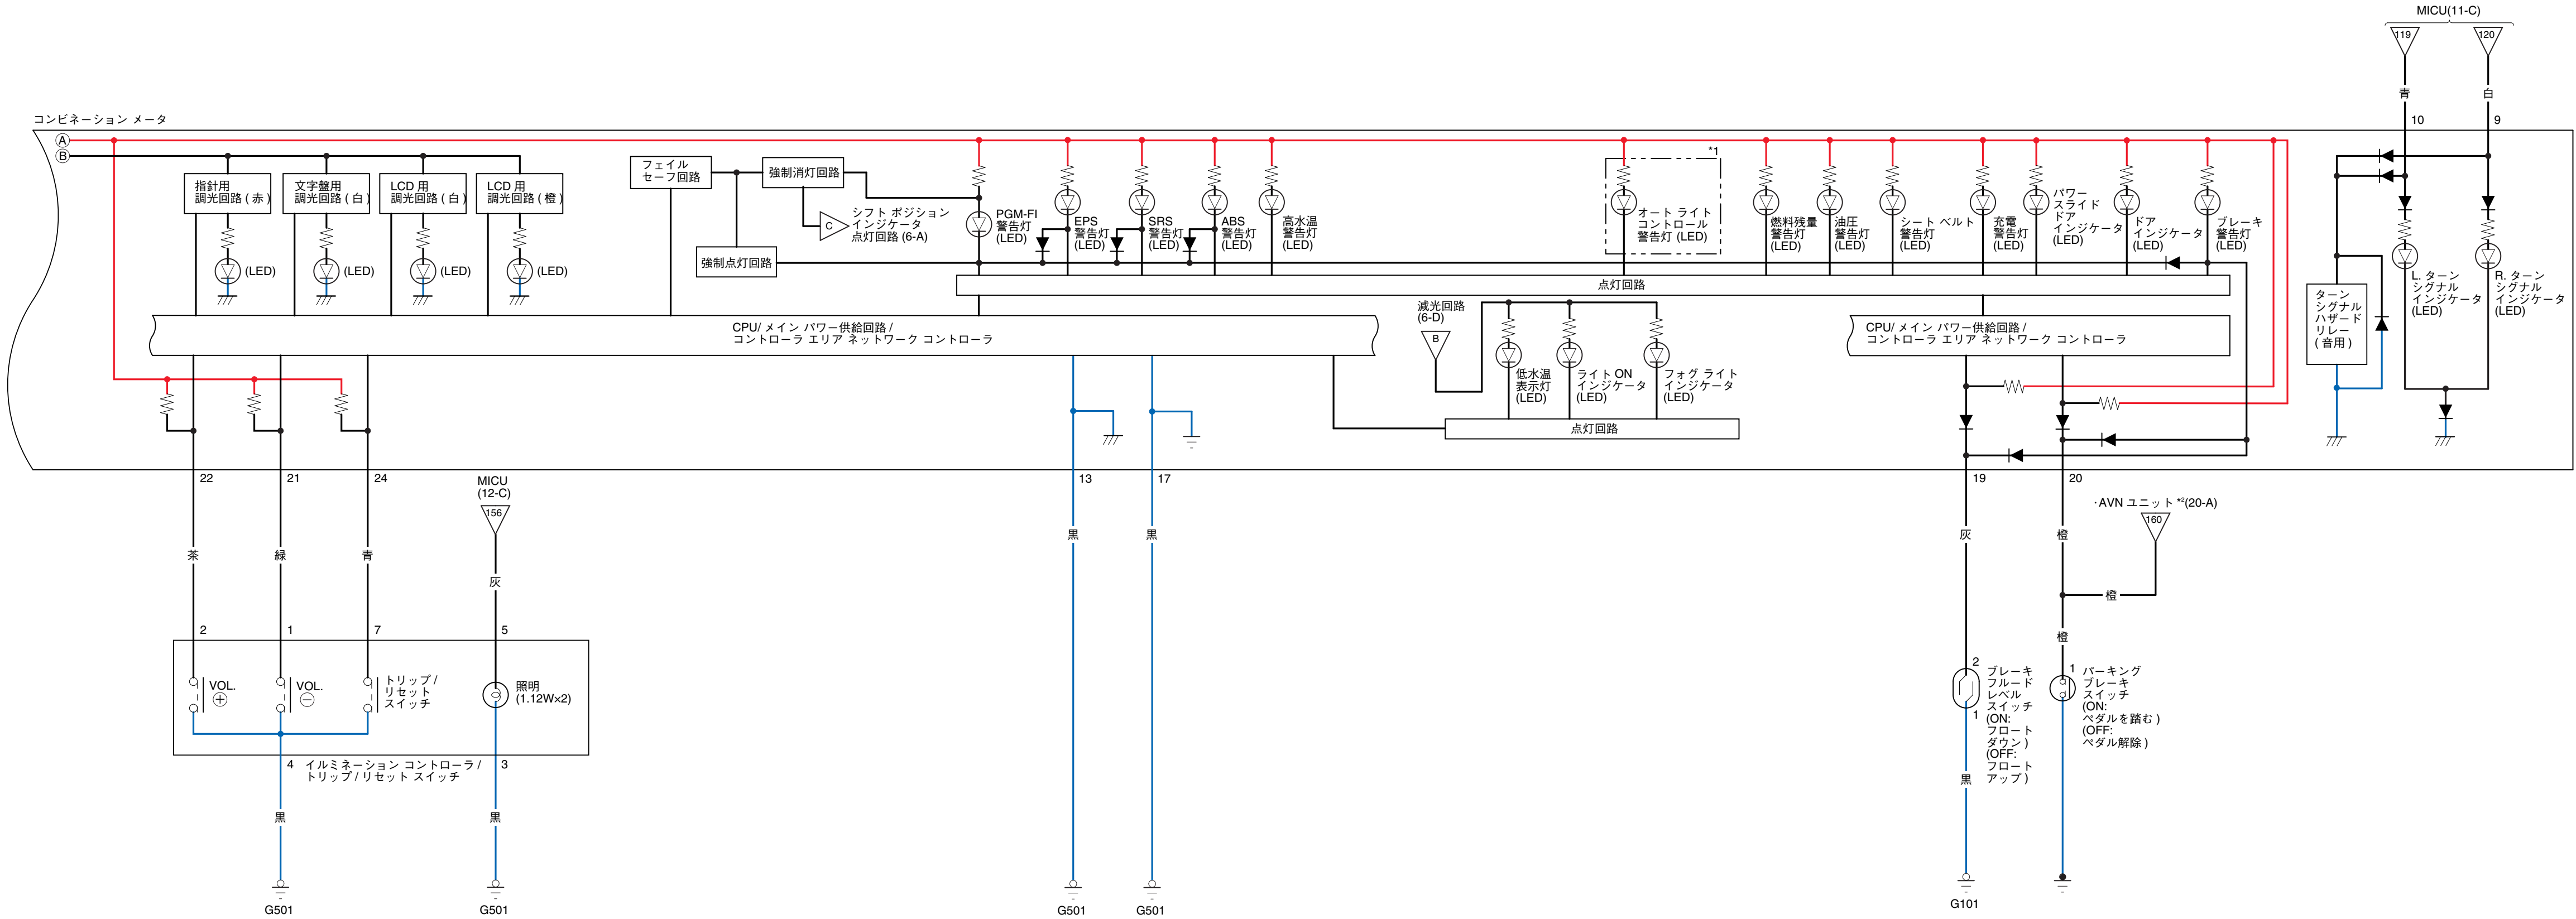 MICU(11-C)
119
120
青
白
コンビネーション メータ
10
9
A
B
*1
フェイル
セーフ回路
強制消灯回路
指針用
調光回路 ( 赤 )
文字盤用
調光回路 ( 白 )
LCD 用
調光回路 ( 白 )
LCD 用
調光回路 ( 橙 )
C
シフト ポジション
インジケータ
点灯回路 (6-A)
PGM-FI
警告灯
(LED)
EPS
警告灯
(LED)
SRS
警告灯
(LED)
ABS
警告灯
(LED)
高水温
警告灯
(LED)
オート ライト
コントロール
警告灯 (LED)
燃料残量
警告灯
(LED)
油圧
警告灯
(LED)
シート ベルト
警告灯
(LED)
充電
警告灯
(LED)
パワー
スライド
ドア
インジケータ
(LED)
ドア
インジケータ
(LED)
ブレーキ
警告灯
(LED)
(LED)
(LED)
(LED)
(LED)
強制点灯回路
点灯回路
L. ターン
シグナル
インジケータ
(LED)
R. ターン
シグナル
インジケータ
(LED)
ターン
シグナル
ハザード
リレー
( 音用 )
減光回路
(6-D)
B
CPU/ メイン パワー供給回路 /
コントローラ エリア ネットワーク コントローラ
CPU/ メイン パワー供給回路 /
コントローラ エリア ネットワーク コントローラ
低水温
表示灯
(LED)
ライト ON
インジケータ
(LED)
フォグ ライト
インジケータ
(LED)
点灯回路
22
21
24
13
17
19
20
MICU
(12-C)
156
・AVN ユニット *2(20-A)
160
茶
緑
青
灰
黒
黒
灰
橙
橙
橙
2
1
7
5
VOL.
+
VOL.
−
トリップ /
リセット
スイッチ
照明
(1.12W×2)
2
ブレーキ
フルード
レベル
スイッチ
(ON:
フロート
ダウン )
(OFF:
フロート
アップ )
1
1
パーキング
ブレーキ
スイッチ
(ON:
ペダルを踏む )
(OFF:
ペダル解除 )
4
イルミネーション コントローラ /
トリップ / リセット スイッチ
3
黒
黒
黒
G501
G501
G501
G501
G101